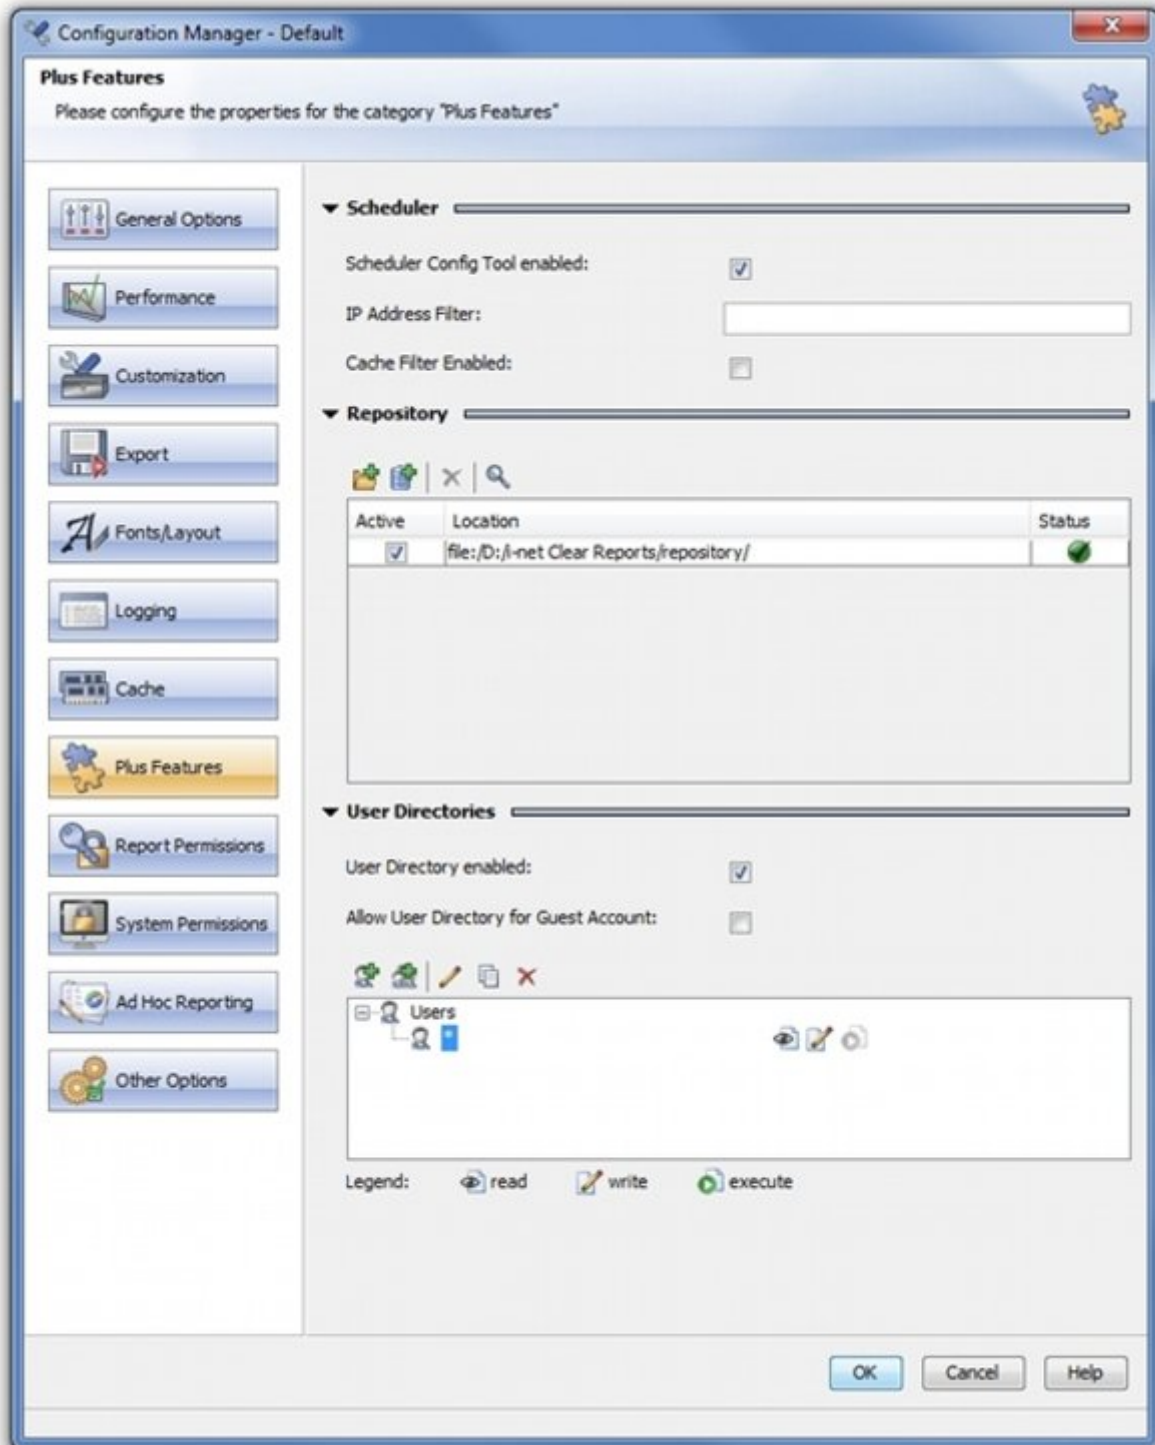 Configuration Manager - Default
Plus Features
Please configure the properties for the category "Plus Features"
General Options
Performance
Customization
Export
Fonts/Layout
Logging
Cache
Plus Features
Report Permissions
System Permissions
Ad Hoc Reporting
Other Options
Scheduler
Scheduler Config Tool enabled:
IP Address Filter:
Cache Filter Enabled:
Repository
Active Location Status
file:/D:/i-net Clear Reports/repository/
User Directories
User Directory enabled:
Allow User Directory for Guest Account:
Users
*
Legend: read write execute
OK Cancel Help